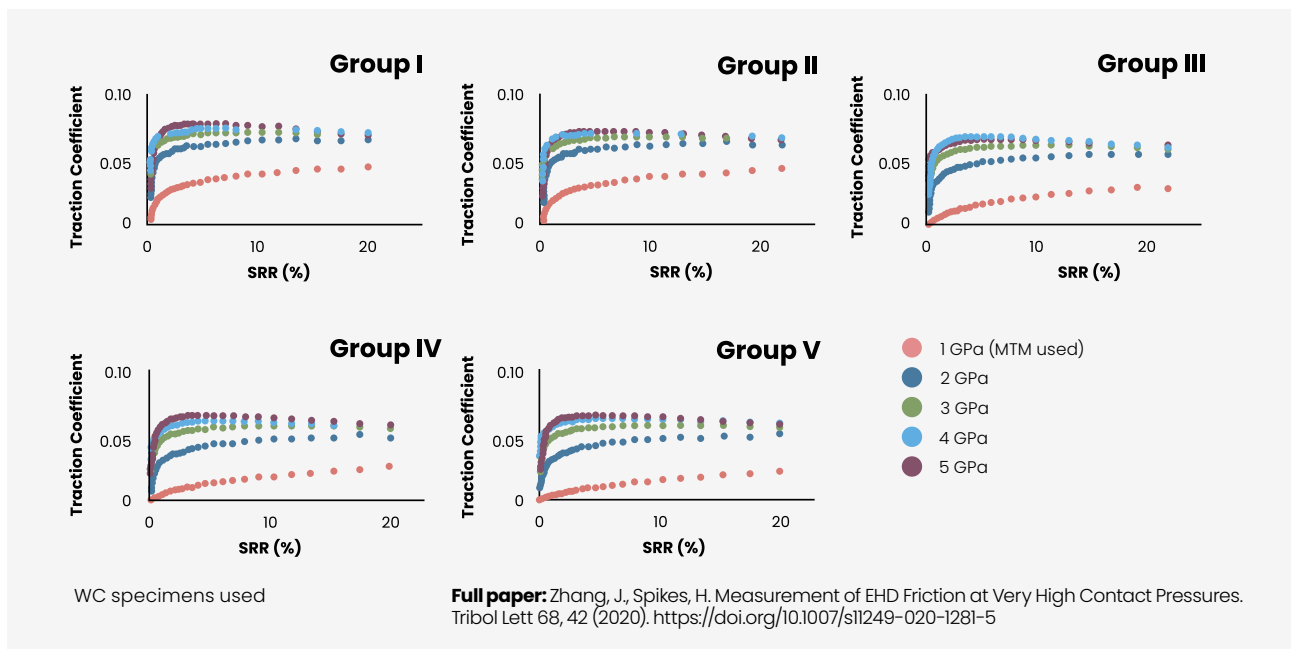 Group I
Traction Coefficient
0.10
0.05
0
0
10
20
SRR (%)
Group II
Traction Coefficient
0.10
0.05
0
0
10
20
SRR (%)
Group III
Traction Coefficient
0.10
0.05
0
0
10
20
SRR (%)
Group IV
Traction Coefficient
0.10
0.05
0
0
10
20
SRR (%)
Group V
Traction Coefficient
0.10
0.05
0
0
10
20
SRR (%)
1 GPa (MTM used)
2 GPa
3 GPa
4 GPa
5 GPa
WC specimens used
Full paper: Zhang, J., Spikes, H. Measurement of EHD Friction at Very High Contact Pressures.
Tribol Lett 68, 42 (2020). https://doi.org/10.1007/s11249-020-1281-5